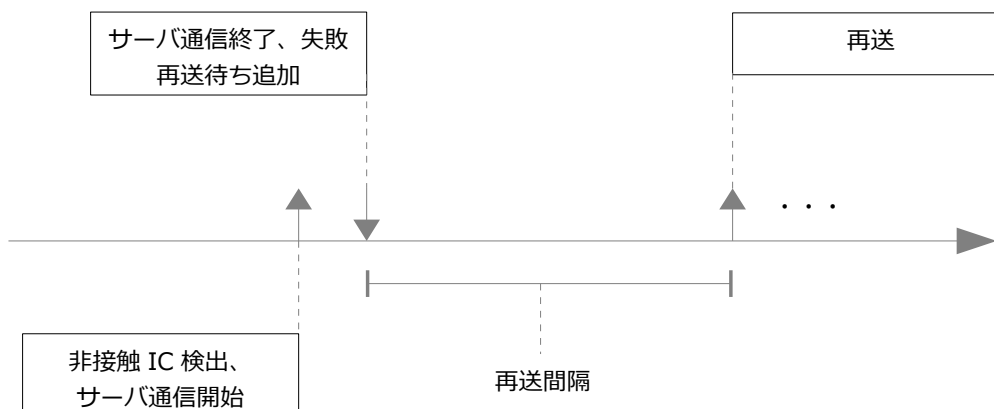 サーバ通信終了、失敗
再送待ち追加
再送
・・・
非接触 IC 検出、
サーバ通信開始
再送間隔